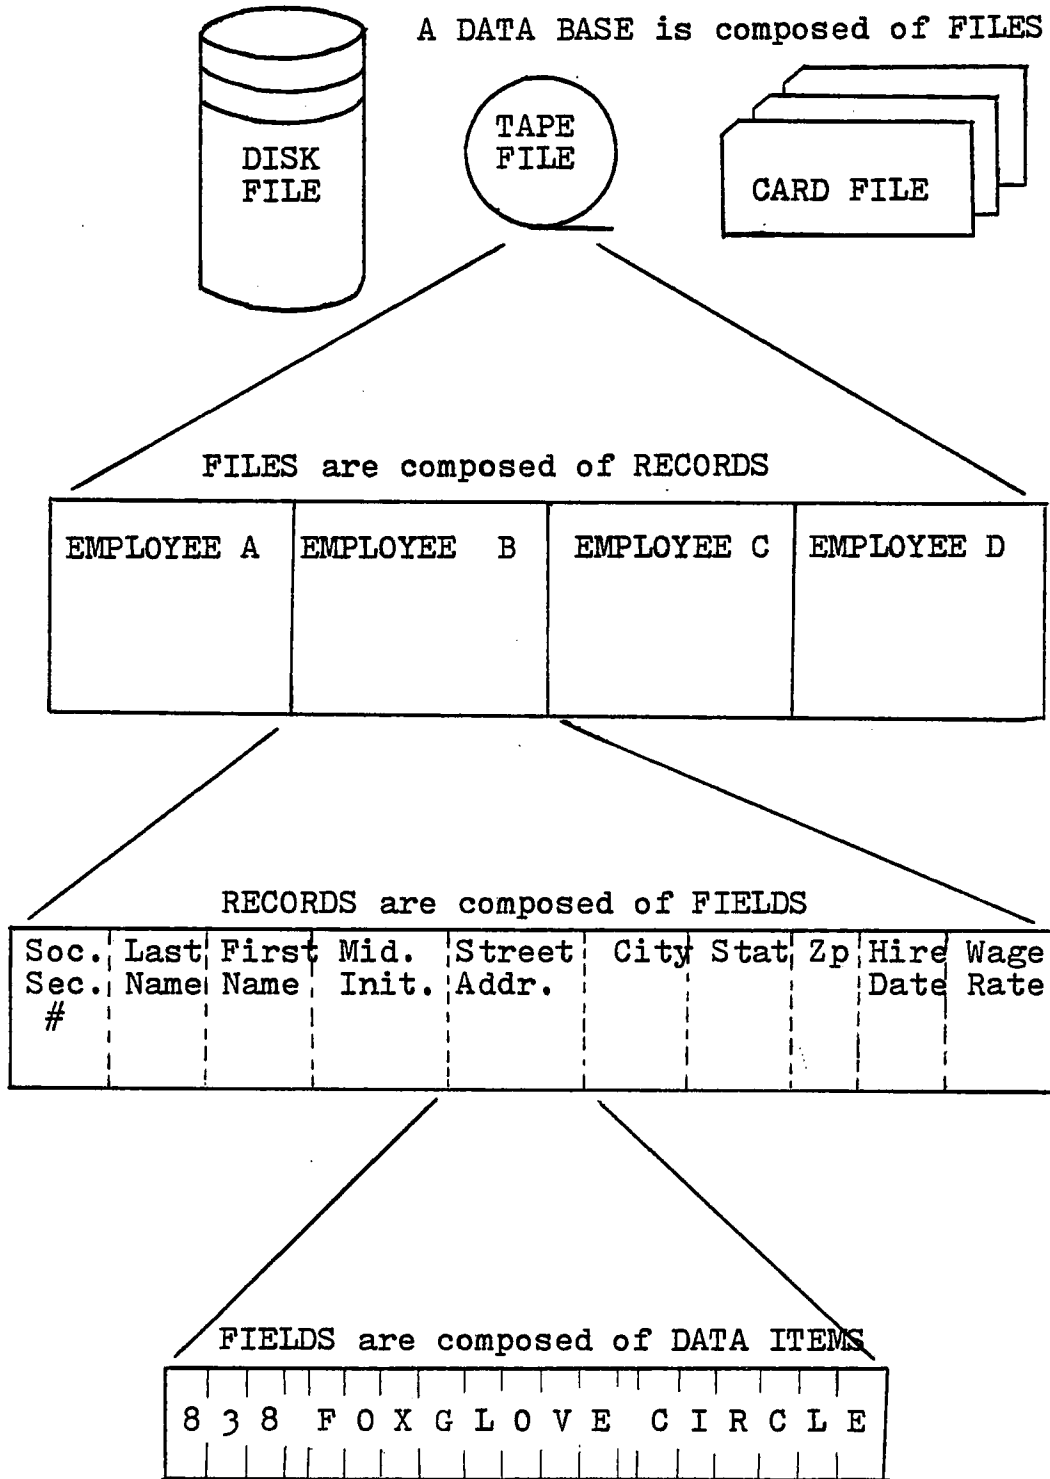 A DATA BASE is composed of FILES
DISK
FILE
TAPE
FILE
CARD FILE
FILES are composed of RECORDS
EMPLOYEE A EMPLOYEE B EMPLOYEE C EMPLOYEE D
RECORDS are composed of FIELDS
Soc. Last First Mid. Street City Stat Zp Hire Wage
Sec. Name Name Init. Addr. Date Rate
#
FIELDS are composed of DATA ITEMS
8 3 8 F O X G L O V E C I R C L E